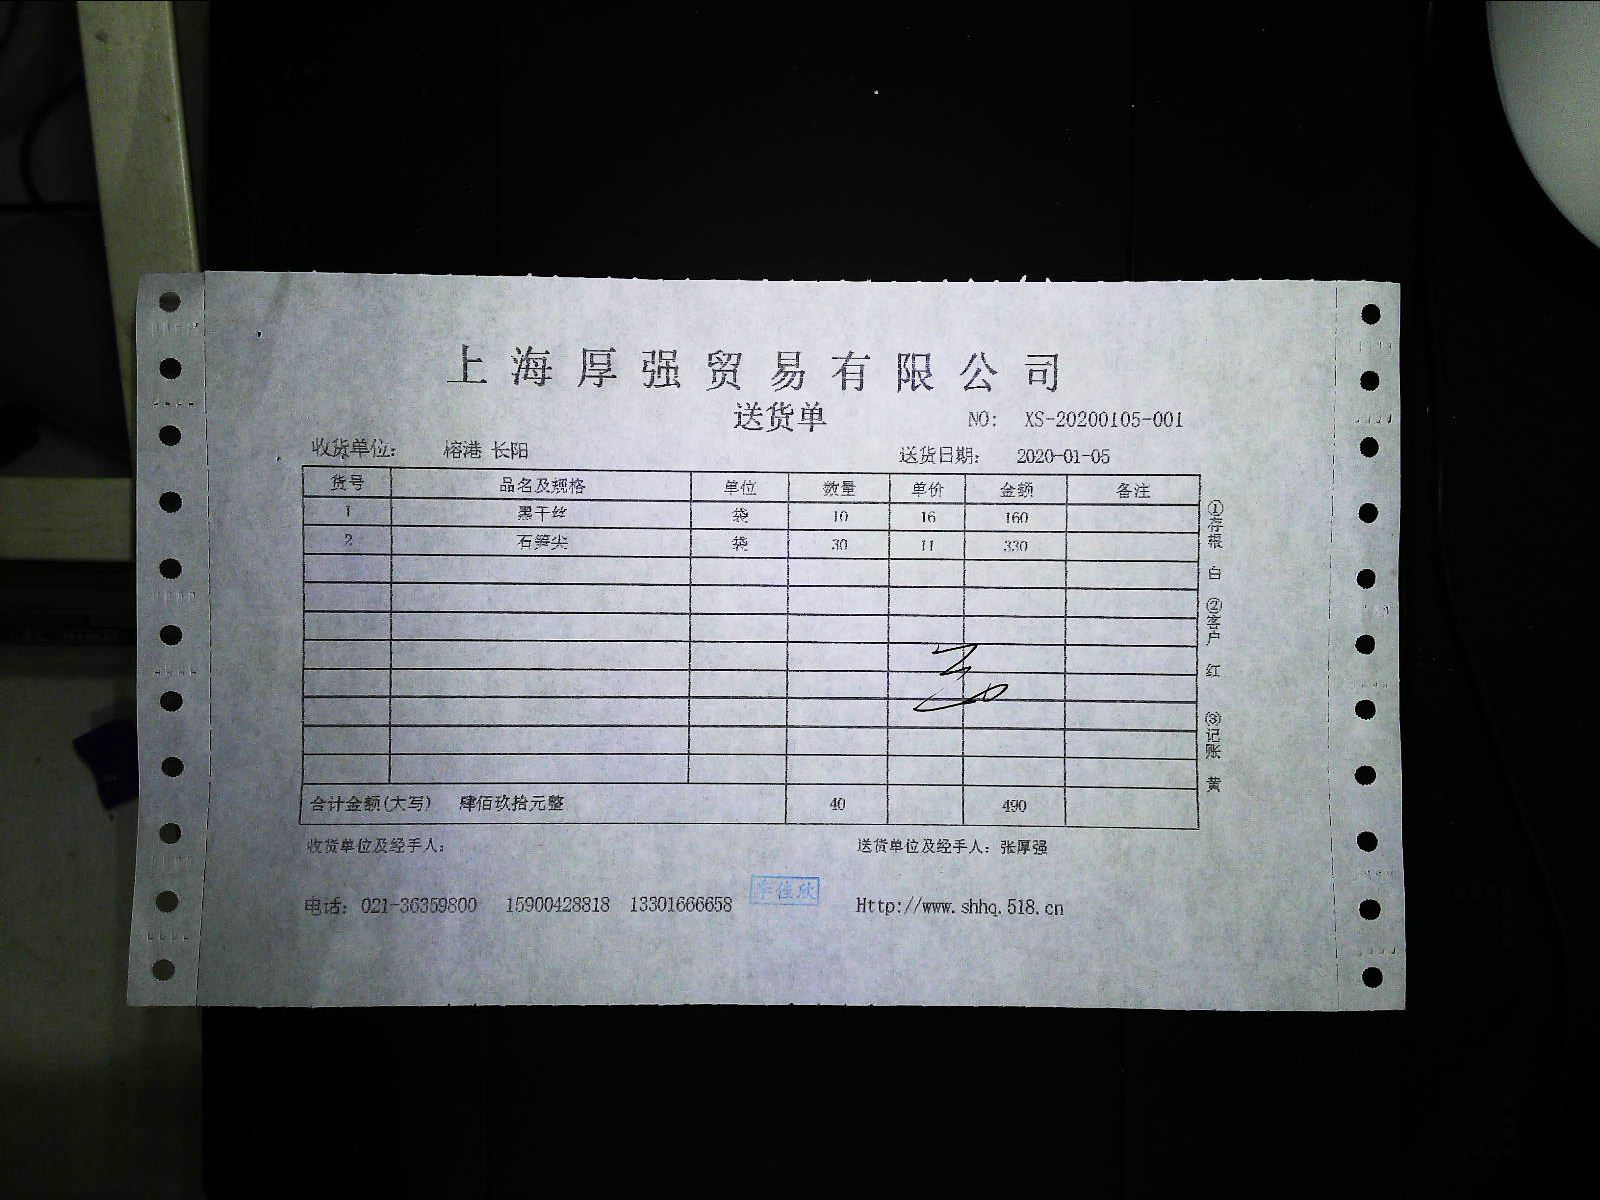 上海厚强贸易有限公司
送货单
NO: XS-20200105-001
收货单位: 榕港 长阳 送货日期: 2020-01-05
货号 品名及规格 单位 数量 单价 金额 备注
1 黑干丝 袋 10 16 160
2 石笋尖 袋 30 11 330
合计金额(大写) 肆佰玖拾元整 40 490
收货单位及经手人: 送货单位及经手人: 张厚强
电话: 021-36359800 15900428818 13301666658 Http://www.shhq.518.cn
李佳欣
①存根 白 ②客户 红 ③记账 黄